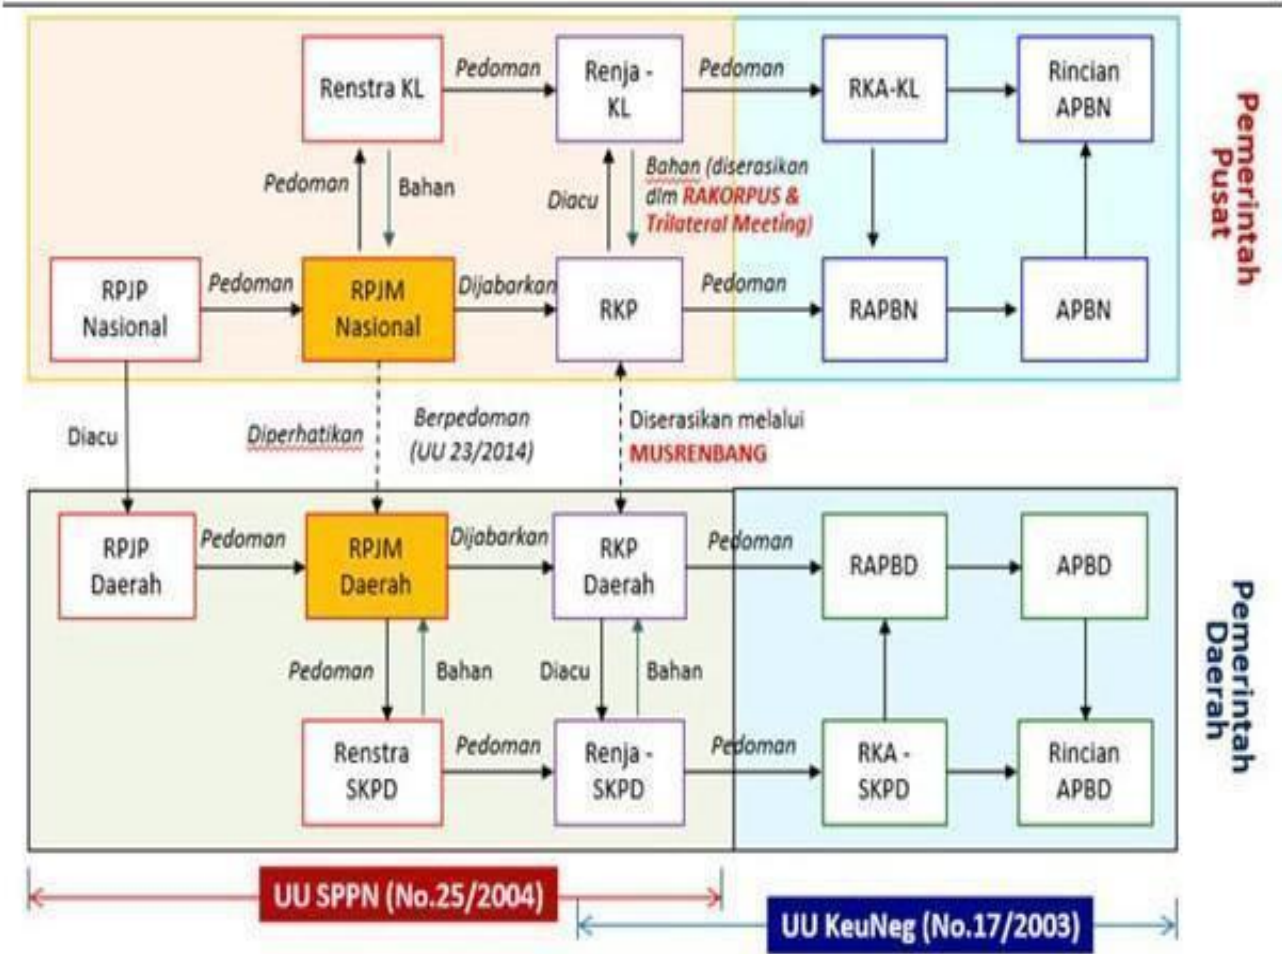 Renstra KL
Pedoman
Renja -
KL
Pedoman
RKA-KL
Rincian
APBN
Pemerintah
Pusat
Pedoman
Bahan
Diacu
Bahan (diserasikan
dlm RAKORPUS &
Trilateral Meeting)
RPJP
Nasional
Pedoman
RPJM
Nasional
Dijabarkan
RKP
Pedoman
RAPBN
APBN
Diacu
Diperhatikan
Berpedoman
(UU 23/2014)
Diserasikan melalui
MUSRENBANG
RPJP
Daerah
Pedoman
RPJM
Daerah
Dijabarkan
RKP
Daerah
Pedoman
RAPBD
APBD
Pemerintah
Daerah
Pedoman
Bahan
Diacu
Bahan
Renstra
SKPD
Pedoman
Renja -
SKPD
Pedoman
RKA -
SKPD
Rincian
APBD
UU SPPN (No.25/2004)
UU KeuNeg (No.17/2003)